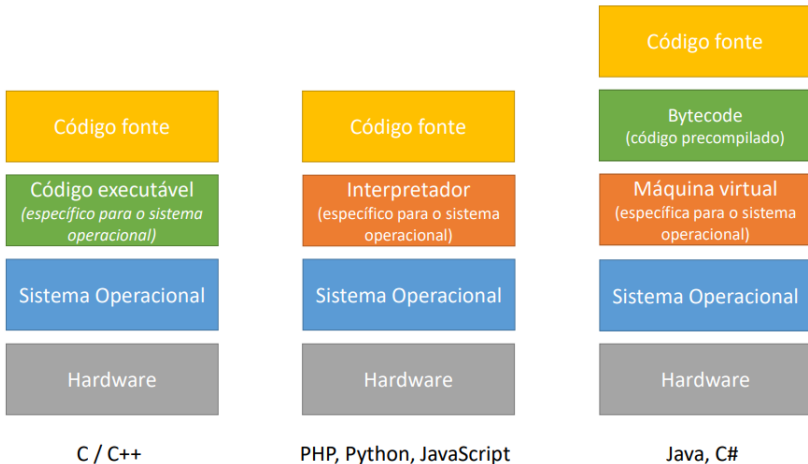 Código fonte
Código executável
(específico para o sistema
operacional)
Sistema Operacional
Hardware
C / C++
Código fonte
Interpretador
(específico para o sistema
operacional)
Sistema Operacional
Hardware
PHP, Python, JavaScript
Código fonte
Bytecode
(código precompilado)
Máquina virtual
(específica para o sistema
operacional)
Sistema Operacional
Hardware
Java, C#